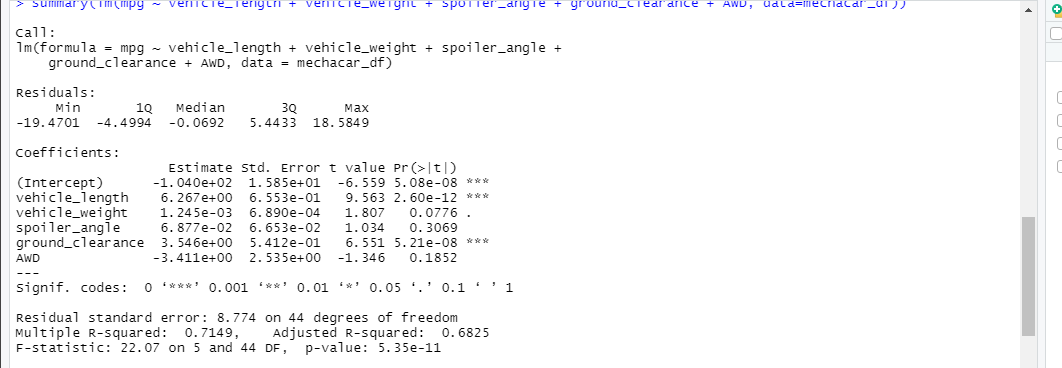 > summary(lm(mpg ~ vehicle_length + vehicle_weight + spoiler_angle + ground_clearance + AWD, data=mechacar_df))
Call:
lm(formula = mpg ~ vehicle_length + vehicle_weight + spoiler_angle +
    ground_clearance + AWD, data = mechacar_df)
Residuals:
     Min       1Q   Median       3Q      Max
-19.4701  -4.4994  -0.0692   5.4433  18.5849
Coefficients:
                   Estimate Std. Error t value Pr(>|t|)
(Intercept)      -1.040e+02  1.585e+01  -6.559 5.08e-08 ***
vehicle_length    6.267e+00  6.553e-01   9.563 2.60e-12 ***
vehicle_weight    1.245e-03  6.890e-04   1.807   0.0776 .
spoiler_angle     6.877e-02  6.653e-02   1.034   0.3069
ground_clearance  3.546e+00  5.412e-01   6.551 5.21e-08 ***
AWD              -3.411e+00  2.535e+00  -1.346   0.1852
---
Signif. codes:  0 ‘***’ 0.001 ‘**’ 0.01 ‘*’ 0.05 ‘.’ 0.1 ‘ ’ 1
Residual standard error: 8.774 on 44 degrees of freedom
Multiple R-squared:  0.7149,    Adjusted R-squared:  0.6825
F-statistic: 22.07 on 5 and 44 DF,  p-value: 5.35e-11